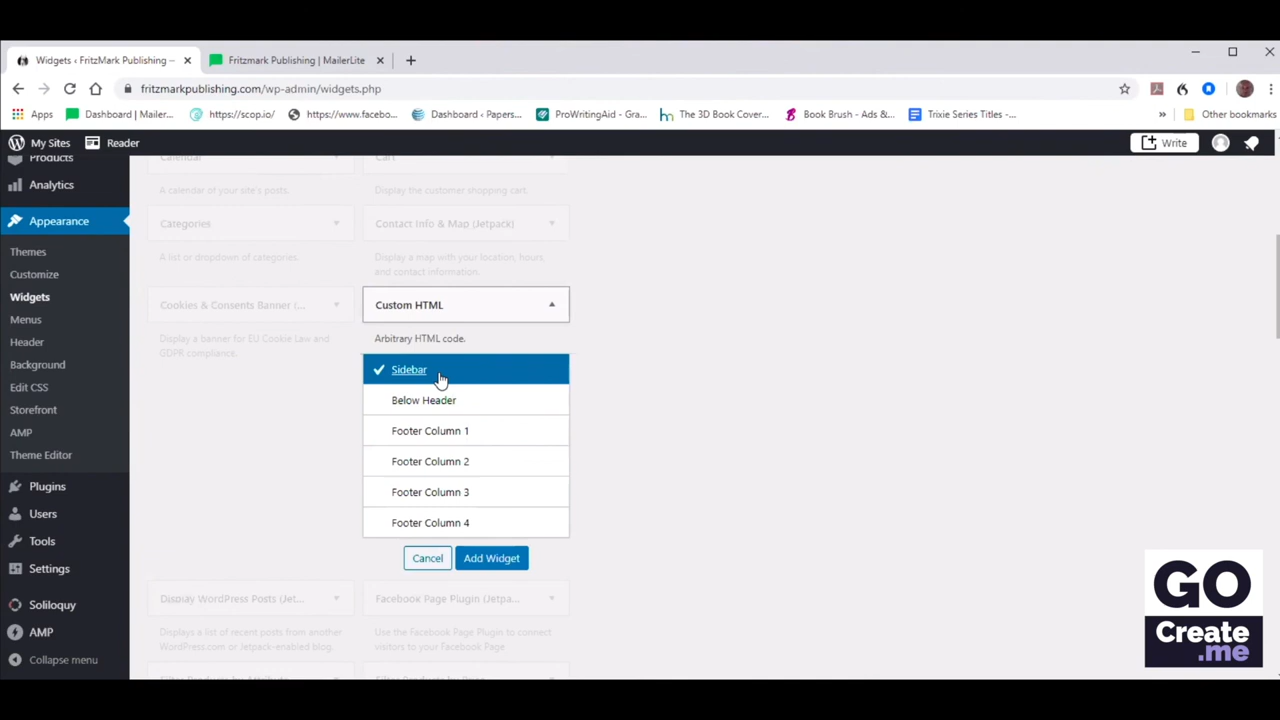 Widgets ‹ FritzMark Publishing —
Fritzmark Publishing | MailerLite
fritzmarkpublishing.com/wp-admin/widgets.php
Apps
Dashboard | Mailer...
https://scop.io/
https://www.facebo...
Dashboard ‹ Papers...
ProWritingAid - Gra...
The 3D Book Cover...
Book Brush - Ads &...
Trixie Series Titles -...
»
Other bookmarks
My Sites
Reader
Write
Products
Analytics
Appearance
Themes
Customize
Widgets
Menus
Header
Background
Edit CSS
Storefront
AMP
Theme Editor
Plugins
Users
Tools
Settings
Soliloquy
AMP
Collapse menu
Calendar
Cart
A calendar of your site's posts.
Display the customer shopping cart.
Categories
Contact Info & Map (Jetpack)
A list or dropdown of categories.
Display a map with your location, hours
and contact information.
Cookies & Consents Banner (...
Custom HTML
Display a banner for EU Cookie Law and
GDPR compliance.
Arbitrary HTML code.
Sidebar
Below Header
Footer Column 1
Footer Column 2
Footer Column 3
Footer Column 4
Cancel
Add Widget
Display WordPress Posts (Jet...
Facebook Page Plugin (Jetpa...
Displays a list of recent posts from another
WordPress.com or Jetpack-enabled blog.
Use the Facebook Page Plugin to connect
visitors to your Facebook Page
Filter Products by Attribute
Filter Products by Price
GO
Create
.me